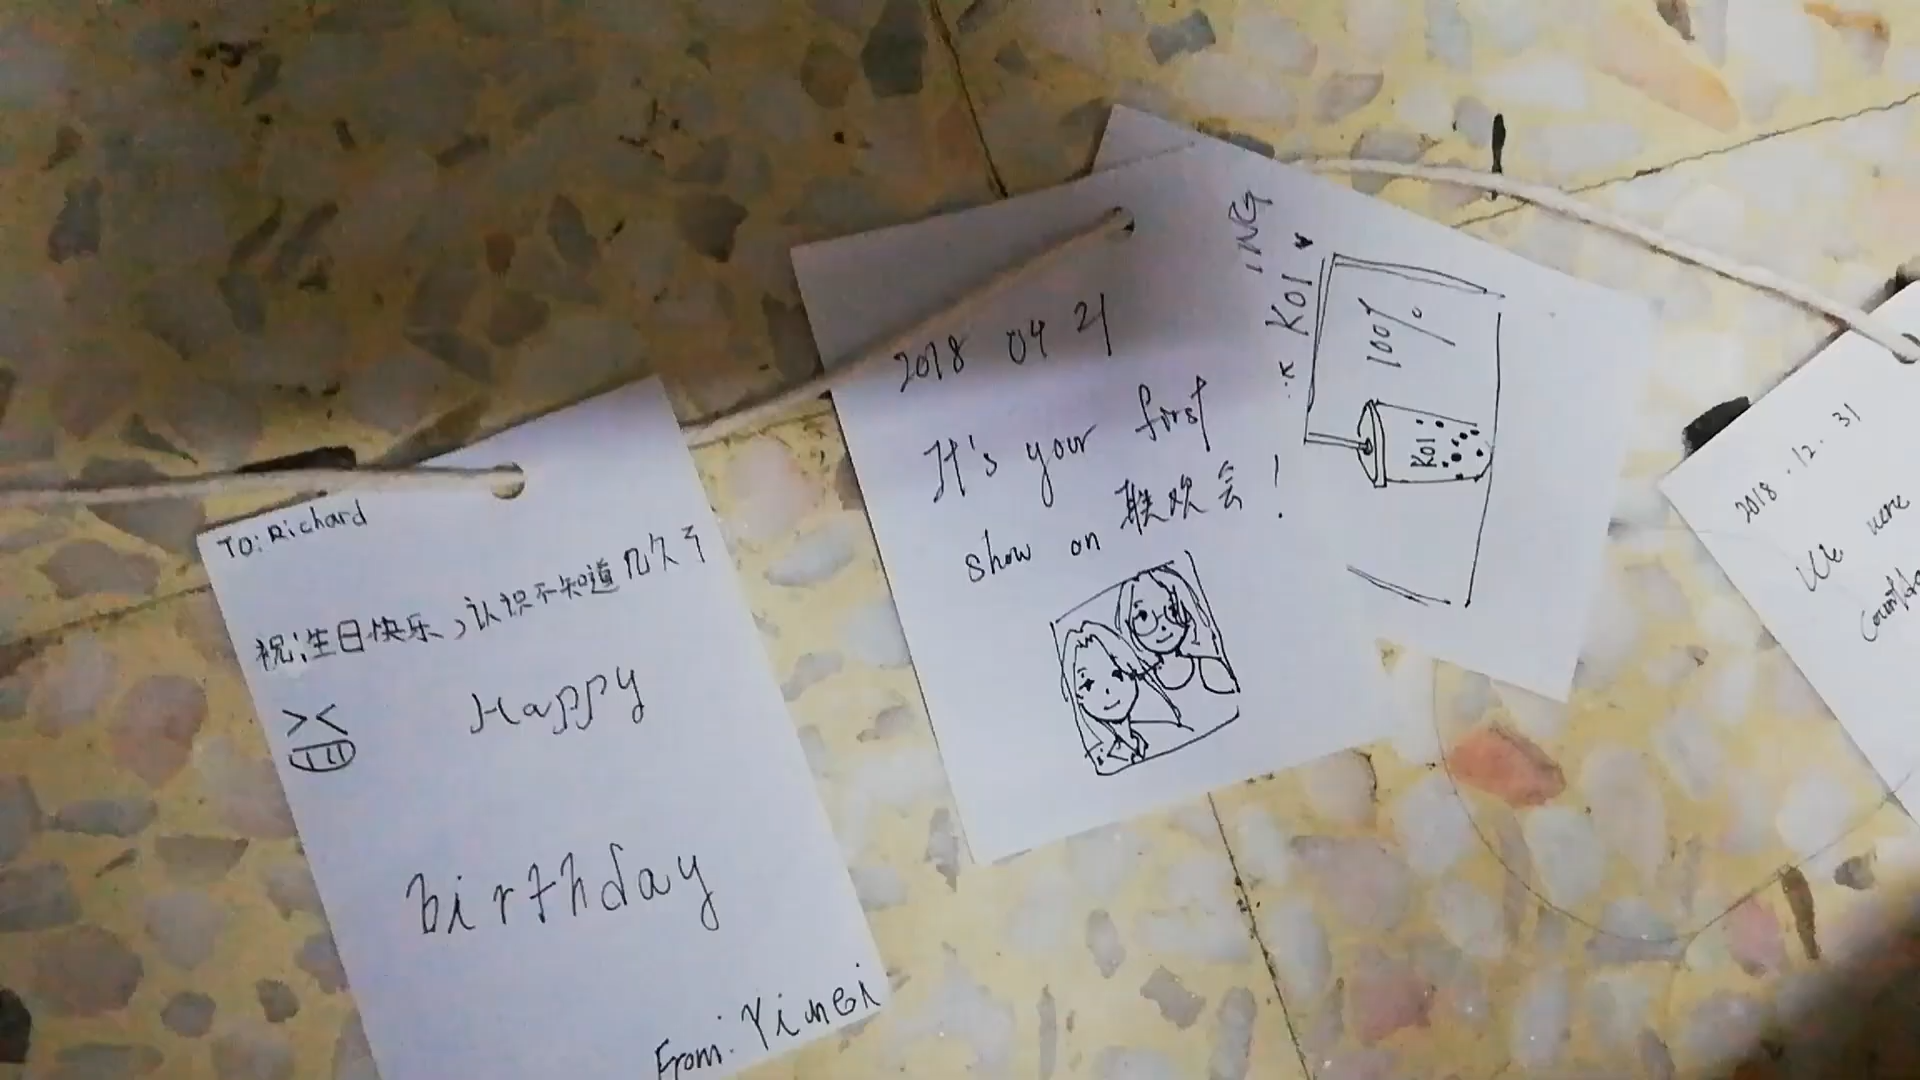 TO: Richard
祝:生日快乐、认识不知道几久了
Happy
birthday
From: Yimei
2018 04 21
It's your first
show on 联欢会!
ING
KOI
100%
KOI
2018.12.31
We were